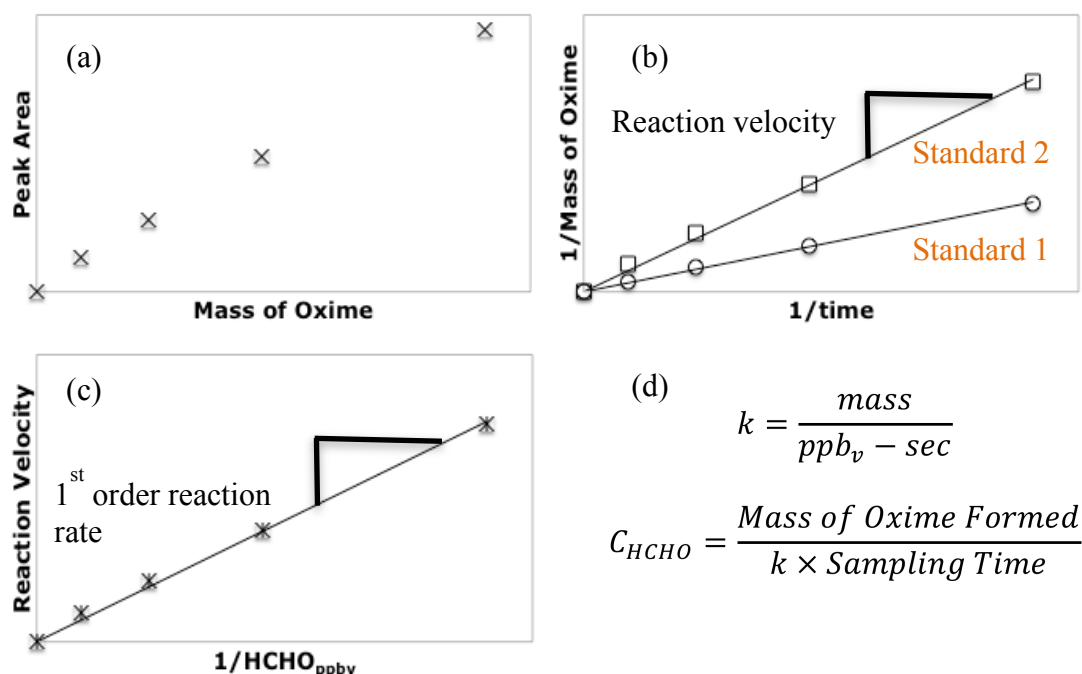 (a)
Peak Area
Mass of Oxime
(b)
1/Mass of Oxime
Reaction velocity
Standard 2
Standard 1
1/time
(c)
Reaction Velocity
1st order reaction
rate
1/HCHOppbv
(d)
k = mass / ppbv − sec
CHCHO = Mass of Oxime Formed / k × Sampling Time